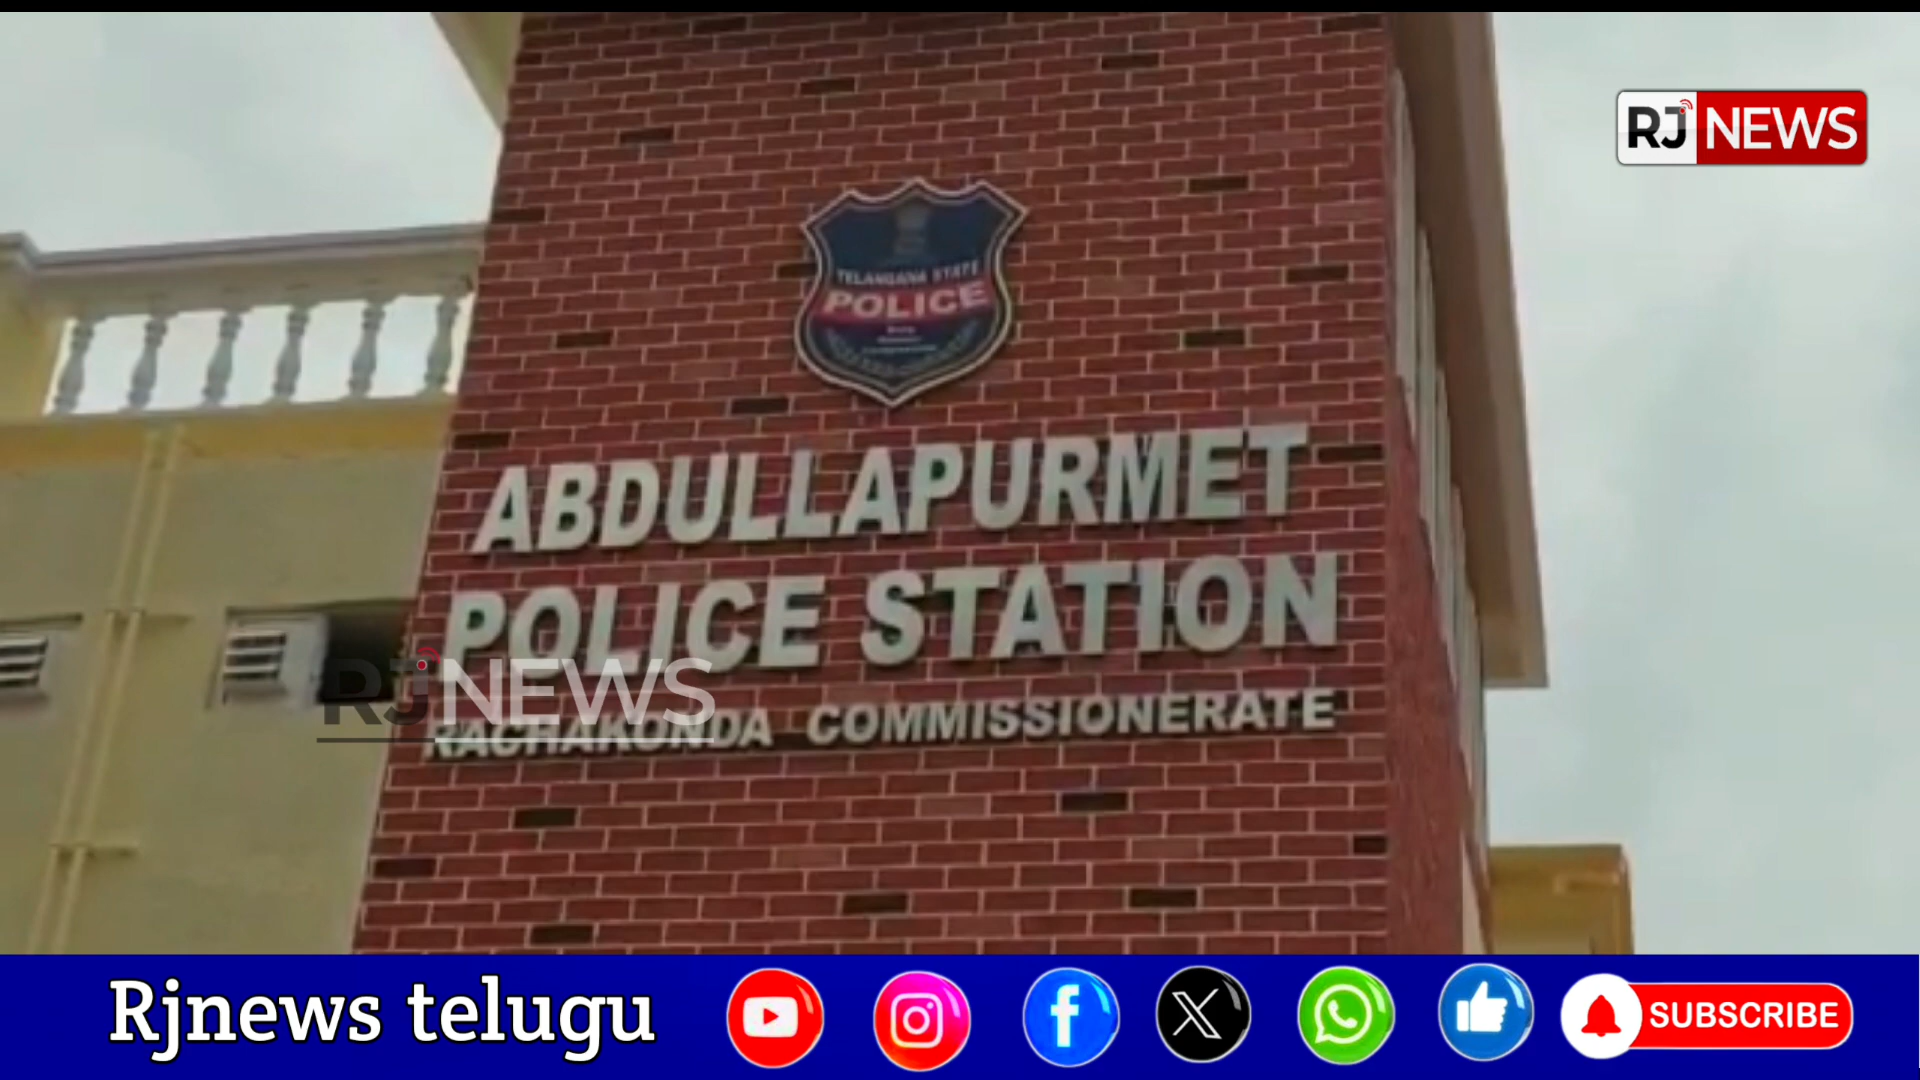 RJ NEWS
TELANGANA STATE
POLICE
ABDULLAPURMET
POLICE STATION
RJ NEWS
RACHAKONDA COMMISSIONERATE
Rjnews telugu
SUBSCRIBE